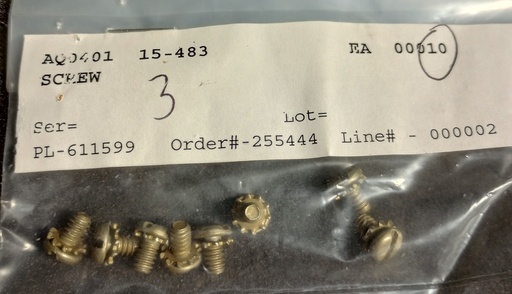 AQ0401 15-483 EA 00010
SCREW
3
Ser= Lot=
PL-611599 Order#-255444 Line# - 000002